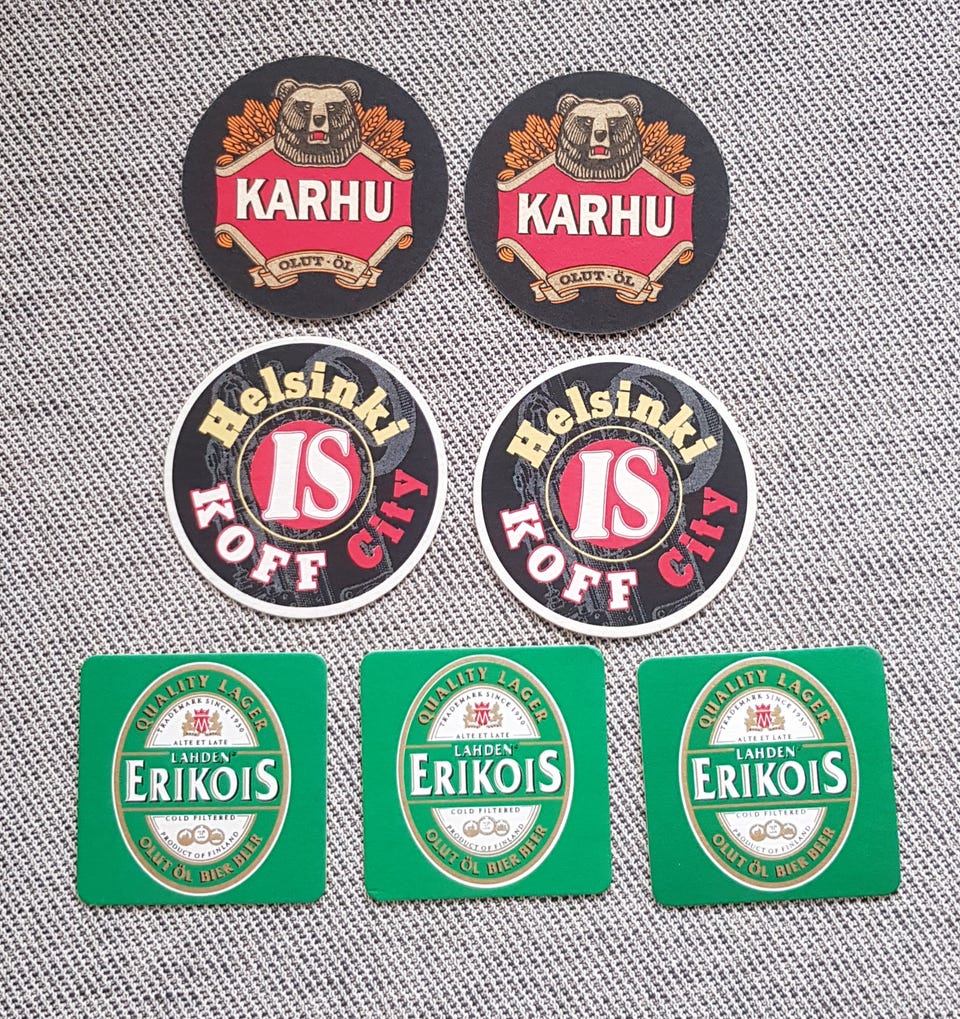 KARHU
OLUT · ÖL
KARHU
OLUT · ÖL
Helsinki
IS
KOFF City
Helsinki
IS
KOFF City
QUALITY LAGER
TRADEMARK SINCE 1950
ALTE ET LATE
LAHDEN
ERIKOIS
COLD FILTERED
PRODUCT OF FINLAND
OLUT ÖL BIER BEER
QUALITY LAGER
TRADEMARK SINCE 1950
ALTE ET LATE
LAHDEN
ERIKOIS
COLD FILTERED
PRODUCT OF FINLAND
OLUT ÖL BIER BEER
QUALITY LAGER
TRADEMARK SINCE 1950
ALTE ET LATE
LAHDEN
ERIKOIS
COLD FILTERED
PRODUCT OF FINLAND
OLUT ÖL BIER BEER